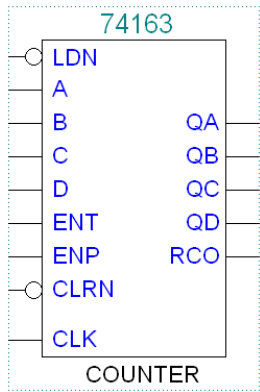 74163
LDN
A
B QA
C QB
D QC
ENT QD
ENP RCO
CLRN
CLK
COUNTER